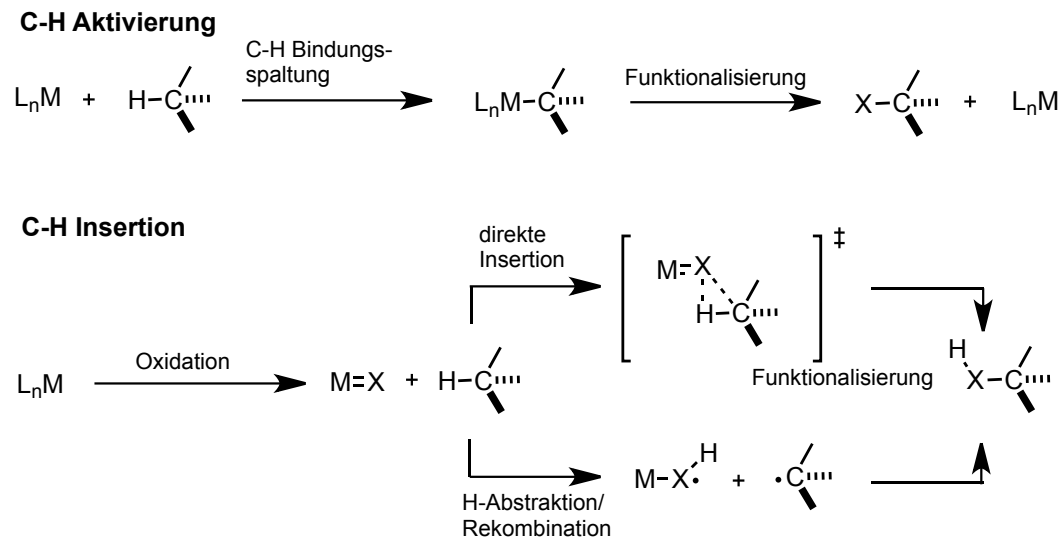 C-H Aktivierung
C-H Bindungs-
spaltung
Funktionalisierung
LnM + H C LnM C X C + LnM
C-H Insertion
direkte
Insertion
‡
M X
H C
Oxidation
Funktionalisierung
H
LnM M=X + H C X C
H
M X• + •C
H-Abstraktion/
Rekombination